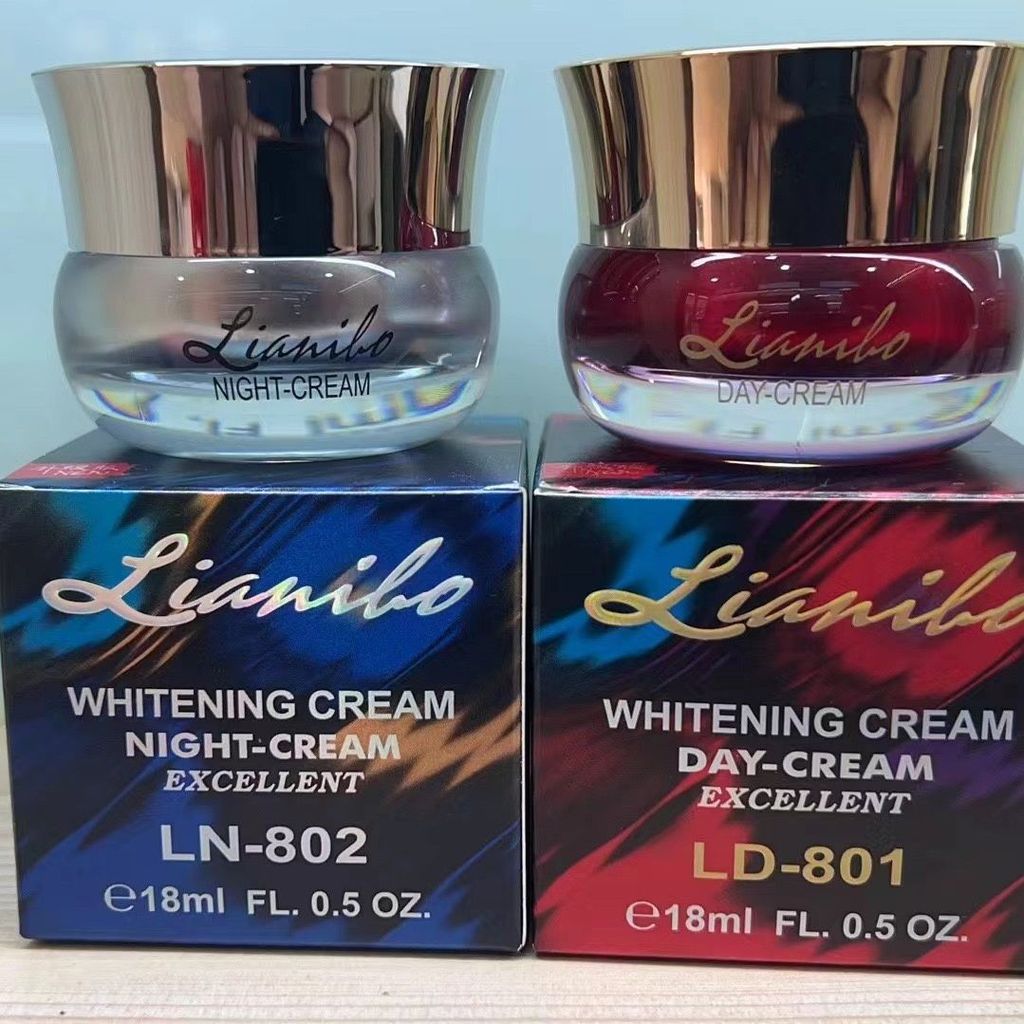 Lianibo
NIGHT-CREAM
Lianibo
WHITENING CREAM
NIGHT-CREAM
EXCELLENT
LN-802
℮18ml FL. 0.5 OZ.
Lianibo
DAY-CREAM
Lianibo
WHITENING CREAM
DAY-CREAM
EXCELLENT
LD-801
℮18ml FL. 0.5 OZ.